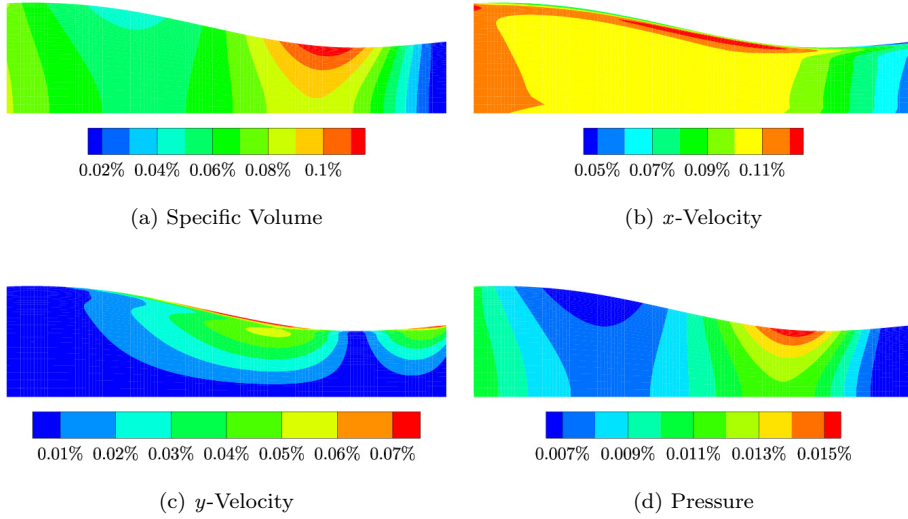 0.02% 0.04% 0.06% 0.08% 0.1%
(a) Specific Volume
0.05% 0.07% 0.09% 0.11%
(b) x-Velocity
0.01% 0.02% 0.03% 0.04% 0.05% 0.06% 0.07%
(c) y-Velocity
0.007% 0.009% 0.011% 0.013% 0.015%
(d) Pressure